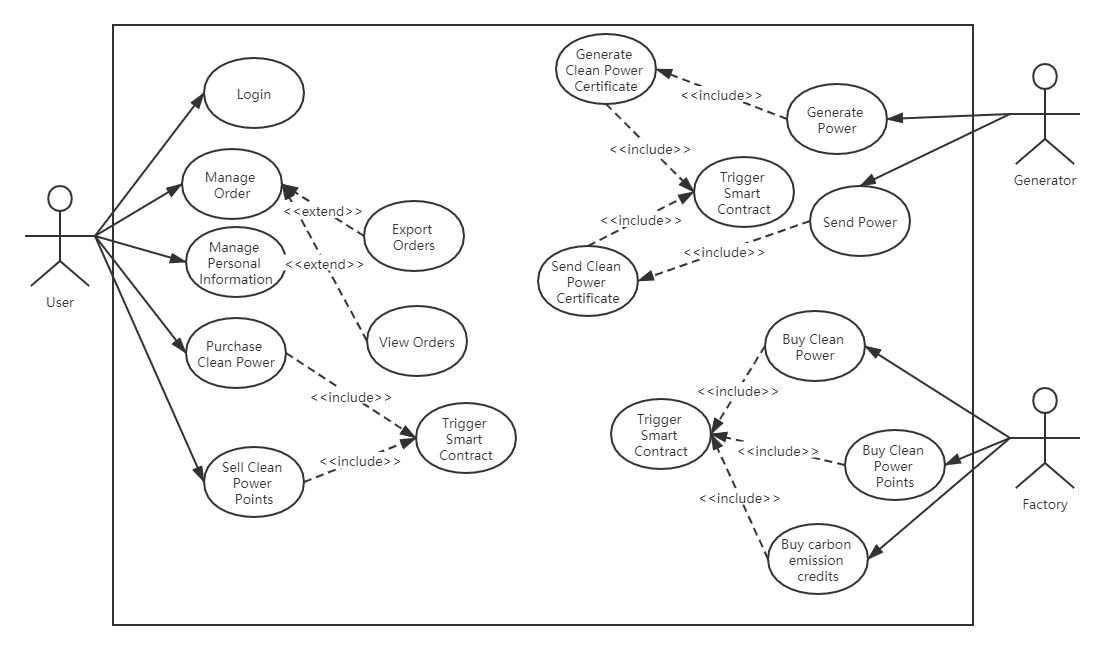 Login
Manage
Order
<<extend>>
Export
Orders
Manage
Personal
Information
<<extend>>
User
Purchase
Clean Power
View Orders
<<include>>
Trigger
Smart
Contract
<<include>>
Sell Clean
Power
Points
Generate
Clean Power
Certificate
<<include>>
Generate
Power
<<include>>
Generator
Trigger
Smart
Contract
<<include>>
Send Power
<<include>>
Send Clean
Power
Certificate
Buy Clean
Power
<<include>>
Trigger
Smart
Contract
<<include>>
Buy Clean
Power
Points
<<include>>
Factory
Buy carbon
emission
credits